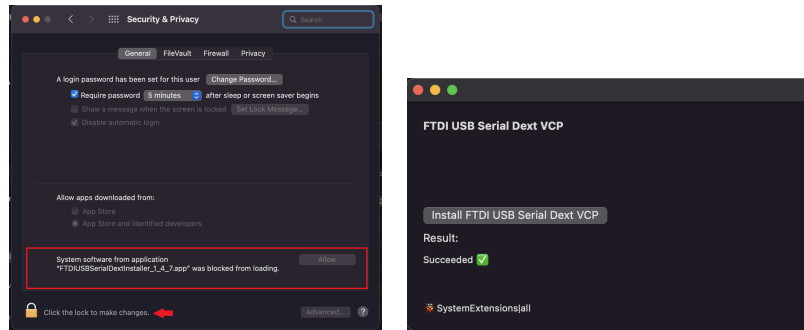 Security & Privacy
Search
General FileVault Firewall Privacy
A login password has been set for this user Change Password...
Require password 5 minutes after sleep or screen saver begins
Show a message when the screen is locked Set Lock Message...
Disable automatic login
Allow apps downloaded from:
App Store
App Store and identified developers
System software from application Allow
"FTDIUSBSerialDextInstaller_1_4_7.app" was blocked from loading.
Click the lock to make changes. Advanced... ?
FTDI USB Serial Dext VCP
Install FTDI USB Serial Dext VCP
Result:
Succeeded ✅
SystemExtensions|all